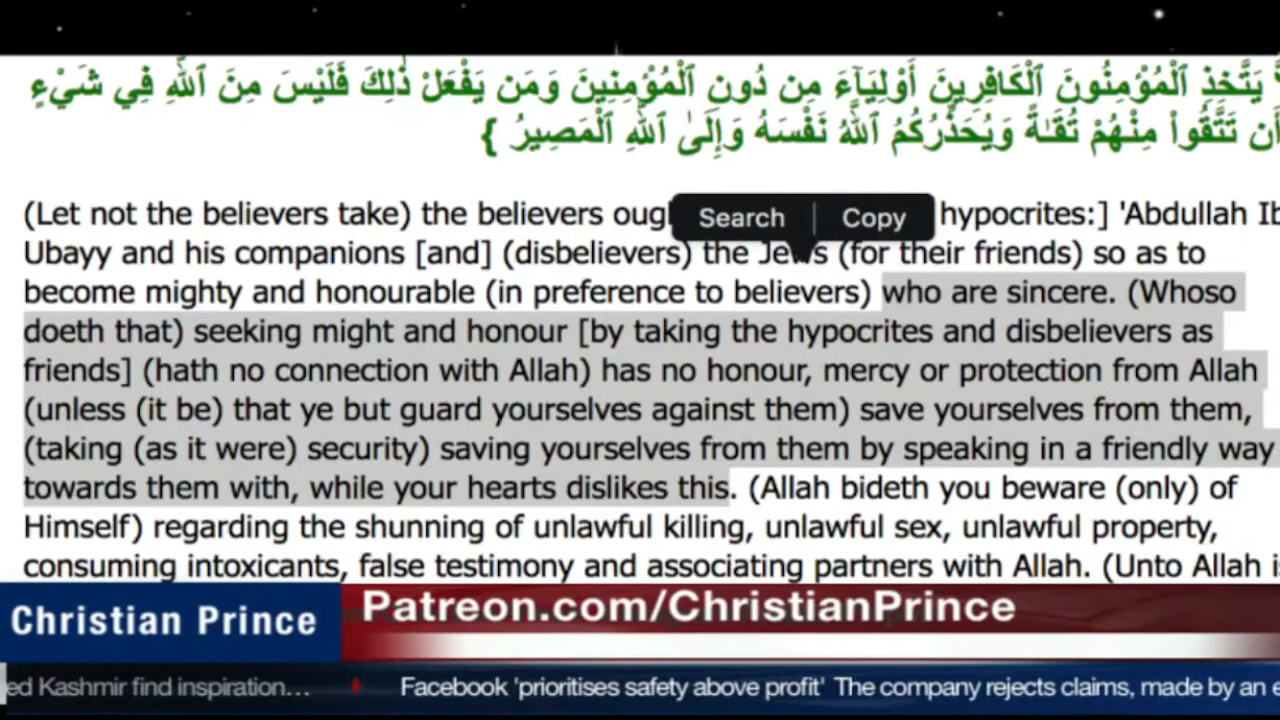 يَتَّخِذِ ٱلْمُؤْمِنُونَ ٱلْكَافِرِينَ أَوْلِيَآءَ مِن دُونِ ٱلْمُؤْمِنِينَ وَمَن يَفْعَلْ ذٰلِكَ فَلَيْسَ مِنَ ٱللَّهِ فِي شَيْءٍ
أَن تَتَّقُواْ مِنْهُمْ تُقَـٰةً وَيُحَذِّرُكُمُ ٱللَّهُ نَفْسَهُ وَإِلَىٰ ٱللَّهِ ٱلْمَصِيرُ }
(Let not the believers take) the believers hypocrites:] 'Abdullah
Search Copy
Ubayy and his companions [and] (disbelievers) the Jews (for their friends) so as to
become mighty and honourable (in preference to believers) who are sincere. (Whoso
doeth that) seeking might and honour [by taking the hypocrites and disbelievers as
friends] (hath no connection with Allah) has no honour, mercy or protection from Allah
(unless (it be) that ye but guard yourselves against them) save yourselves from them,
(taking (as it were) security) saving yourselves from them by speaking in a friendly way
towards them with, while your hearts dislikes this. (Allah bideth you beware (only) of
Himself) regarding the shunning of unlawful killing, unlawful sex, unlawful property,
consuming intoxicants, false testimony and associating partners with Allah. (Unto Allah
Christian Prince
Patreon.com/ChristianPrince
ed Kashmir find inspiration... Facebook 'prioritises safety above profit' The company rejects claims, made by an